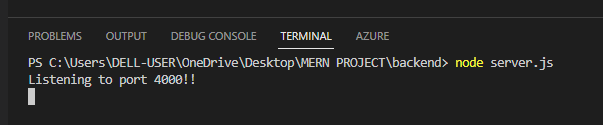 PROBLEMS OUTPUT DEBUG CONSOLE TERMINAL AZURE
PS C:\Users\DELL-USER\OneDrive\Desktop\MERN PROJECT\backend> node server.js
Listening to port 4000!!